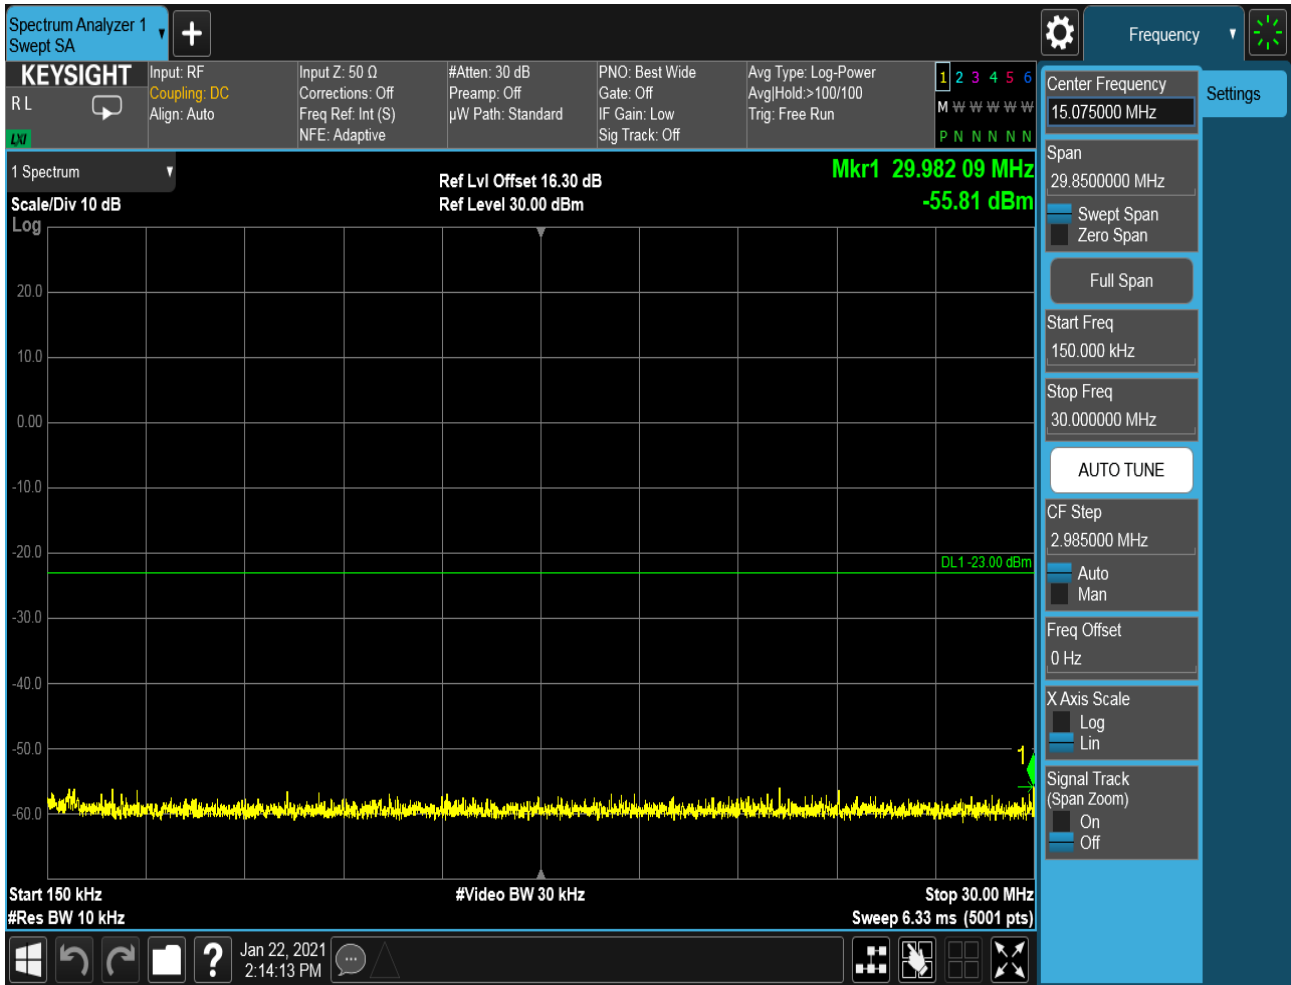 Spectrum Analyzer 1
Swept SA
Frequency
KEYSIGHT
R L
LXI
Input: RF
Coupling: DC
Align: Auto
Input Z: 50 Ω
Corrections: Off
Freq Ref: Int (S)
NFE: Adaptive
#Atten: 30 dB
Preamp: Off
µW Path: Standard
PNO: Best Wide
Gate: Off
IF Gain: Low
Sig Track: Off
Avg Type: Log-Power
Avg|Hold:>100/100
Trig: Free Run
1 2 3 4 5 6
M W W W W W
P N N N N N
1 Spectrum
Scale/Div 10 dB
Log
Ref Lvl Offset 16.30 dB
Ref Level 30.00 dBm
Mkr1 29.982 09 MHz
-55.81 dBm
20.0
10.0
0.00
-10.0
-20.0
DL1 -23.00 dBm
-30.0
-40.0
-50.0
1
-60.0
Start 150 kHz
#Res BW 10 kHz
#Video BW 30 kHz
Stop 30.00 MHz
Sweep 6.33 ms (5001 pts)
Center Frequency
15.075000 MHz
Settings
Span
29.8500000 MHz
Swept Span
Zero Span
Full Span
Start Freq
150.000 kHz
Stop Freq
30.000000 MHz
AUTO TUNE
CF Step
2.985000 MHz
Auto
Man
Freq Offset
0 Hz
X Axis Scale
Log
Lin
Signal Track
(Span Zoom)
On
Off
?
Jan 22, 2021
2:14:13 PM